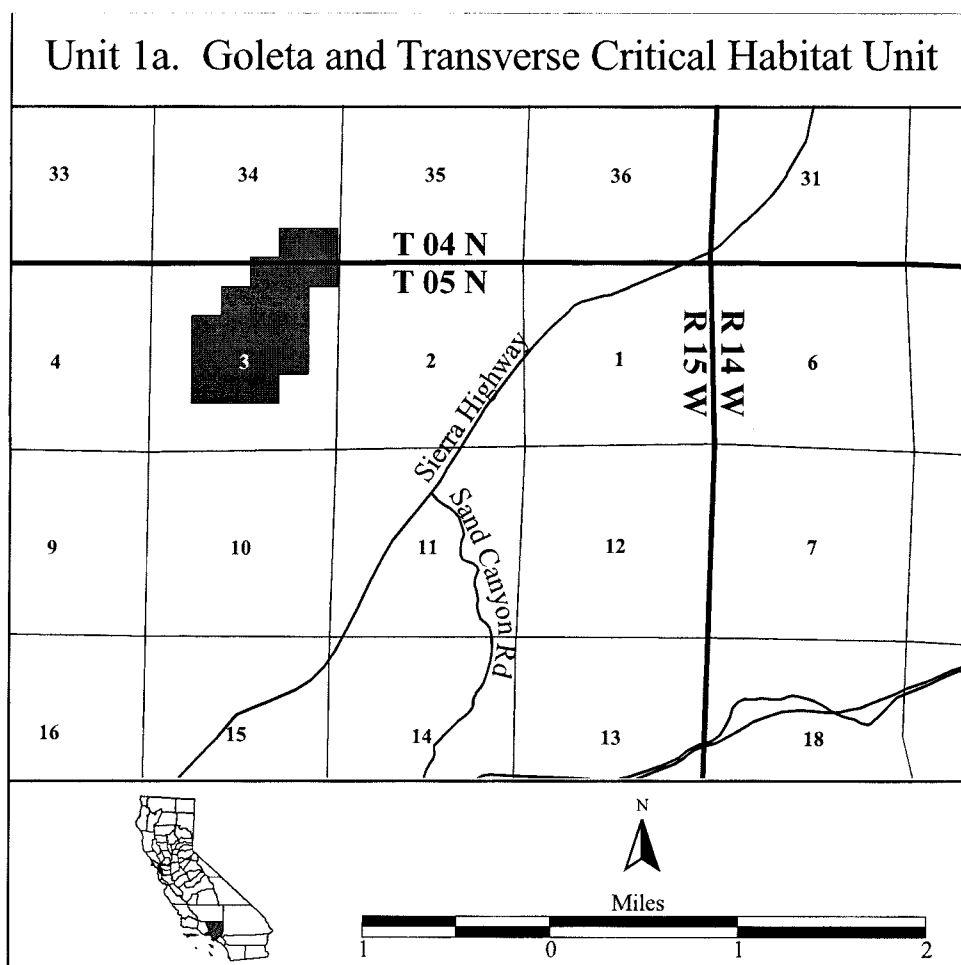 Unit 1a. Goleta and Transverse Critical Habitat Unit
33 34 35 36 31
T 04 N
T 05 N
R 14 W
R 15 W
4 3 2 1 6
Sierra Highway
Sand Canyon Rd
9 10 11 12 7
16 15 14 13 18
N
Miles
1 0 1 2